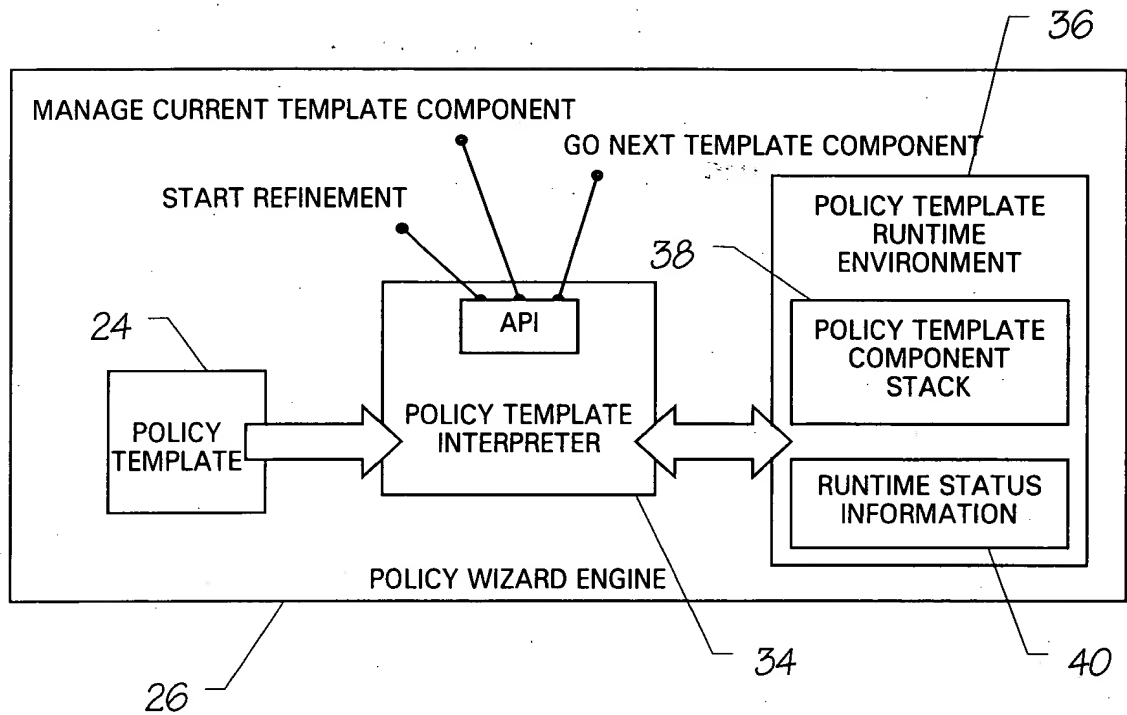 36
MANAGE CURRENT TEMPLATE COMPONENT
GO NEXT TEMPLATE COMPONENT
START REFINEMENT
POLICY TEMPLATE
RUNTIME
ENVIRONMENT
38
API
24
POLICY TEMPLATE
COMPONENT
STACK
POLICY
TEMPLATE
POLICY TEMPLATE
INTERPRETER
RUNTIME STATUS
INFORMATION
POLICY WIZARD ENGINE
34
40
26